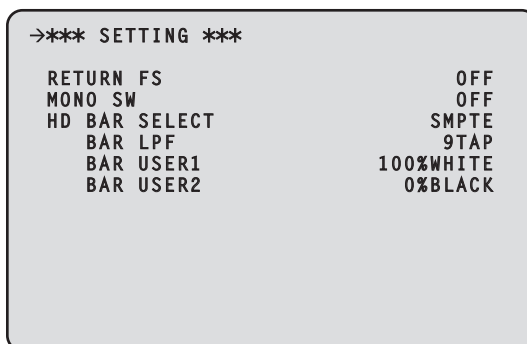 →*** SETTING ***
RETURN FS OFF
MONO SW OFF
HD BAR SELECT SMPTE
BAR LPF 9TAP
BAR USER1 100%WHITE
BAR USER2 0%BLACK